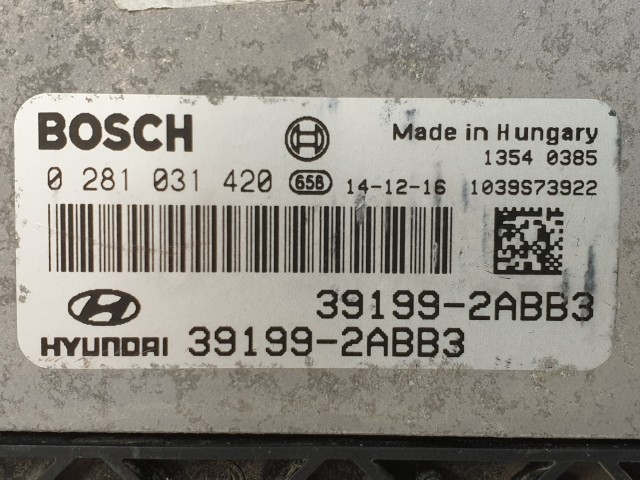 BOSCH
Made in Hungary
1354 0385
0 281 031 420 658 14-12-16 1039S73922
39199-2ABB3
HYUNDAI 39199-2ABB3